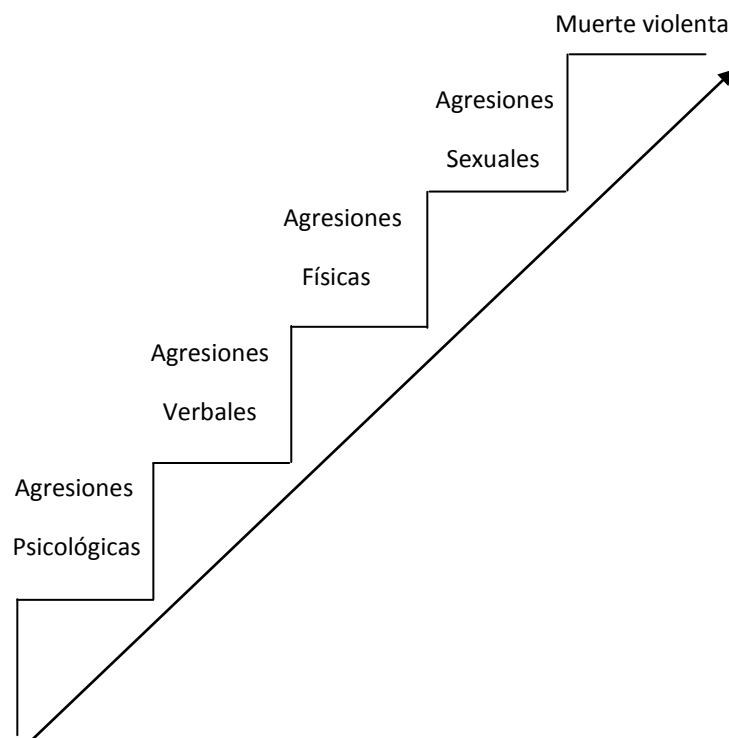 Muerte violenta
Agresiones
Sexuales
Agresiones
Físicas
Agresiones
Verbales
Agresiones
Psicológicas